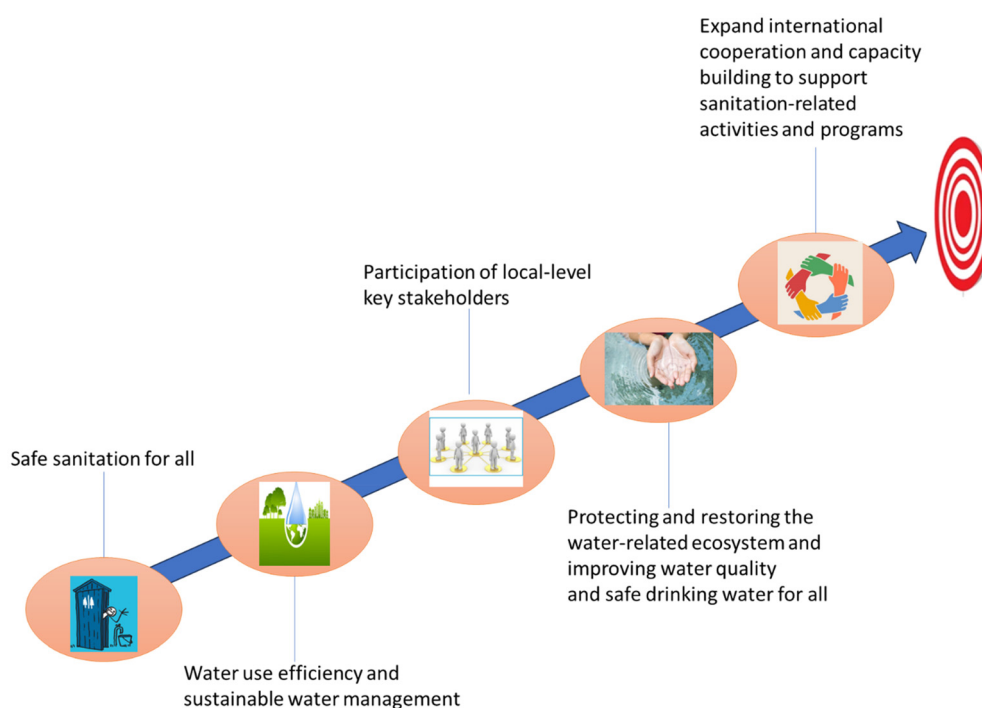 Expand international
cooperation and capacity
building to support
sanitation-related
activities and programs
Participation of local-level
key stakeholders
Safe sanitation for all
Protecting and restoring the
water-related ecosystem and
improving water quality
and safe drinking water for all
Water use efficiency and
sustainable water management